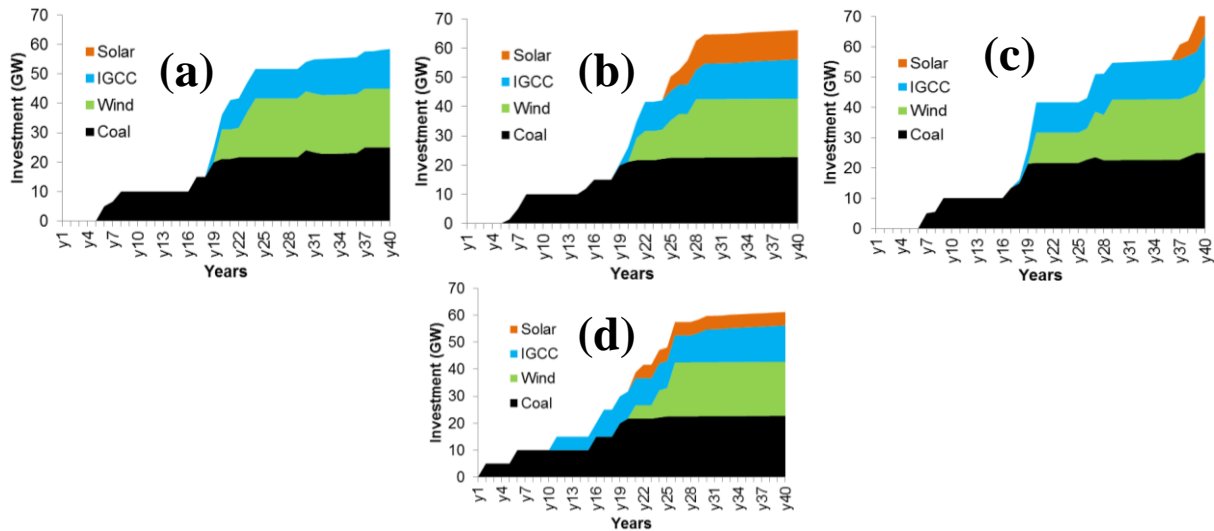 70
60
50
40
30
20
10
0
Investment (GW)
Solar
IGCC
Wind
Coal
(a)
y1 y4 y7 y10 y13 y16 y19 y22 y25 y28 y31 y34 y37 y40
Years
70
60
50
40
30
20
10
0
Investment (GW)
Solar
IGCC
Wind
Coal
(b)
y1 y4 y7 y10 y13 y16 y19 y22 y25 y28 y31 y34 y37 y40
Years
70
60
50
40
30
20
10
0
Investment (GW)
Solar
IGCC
Wind
Coal
(c)
y1 y4 y7 y10 y13 y16 y19 y22 y25 y28 y31 y34 y37 y40
Years
70
60
50
40
30
20
10
0
Investment (GW)
Solar
IGCC
Wind
Coal
(d)
y1 y4 y7 y10 y13 y16 y19 y22 y25 y28 y31 y34 y37 y40
Years